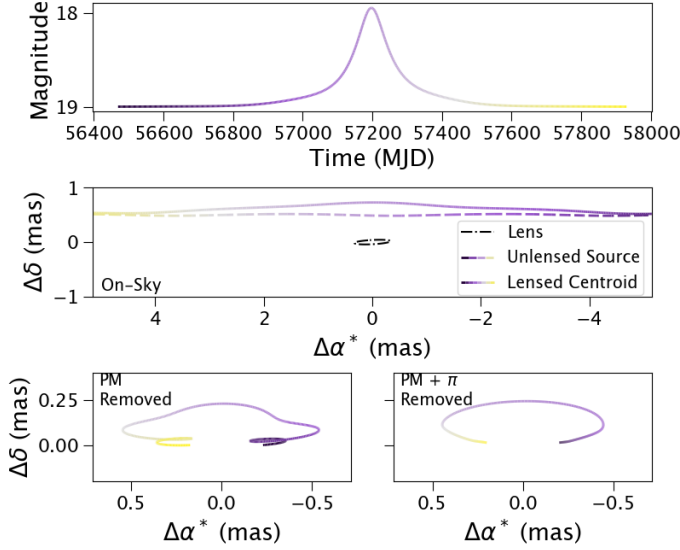 Magnitude
18
19
56400 56600 56800 57000 57200 57400 57600 57800 58000
Time (MJD)
Δδ (mas)
1
0
−1
On-Sky
Lens
Unlensed Source
Lensed Centroid
4 2 0 −2 −4
Δα* (mas)
Δδ (mas)
0.25
0.00
PM
Removed
PM + π
Removed
0.5 0.0 −0.5
0.5 0.0 −0.5
Δα* (mas)
Δα* (mas)